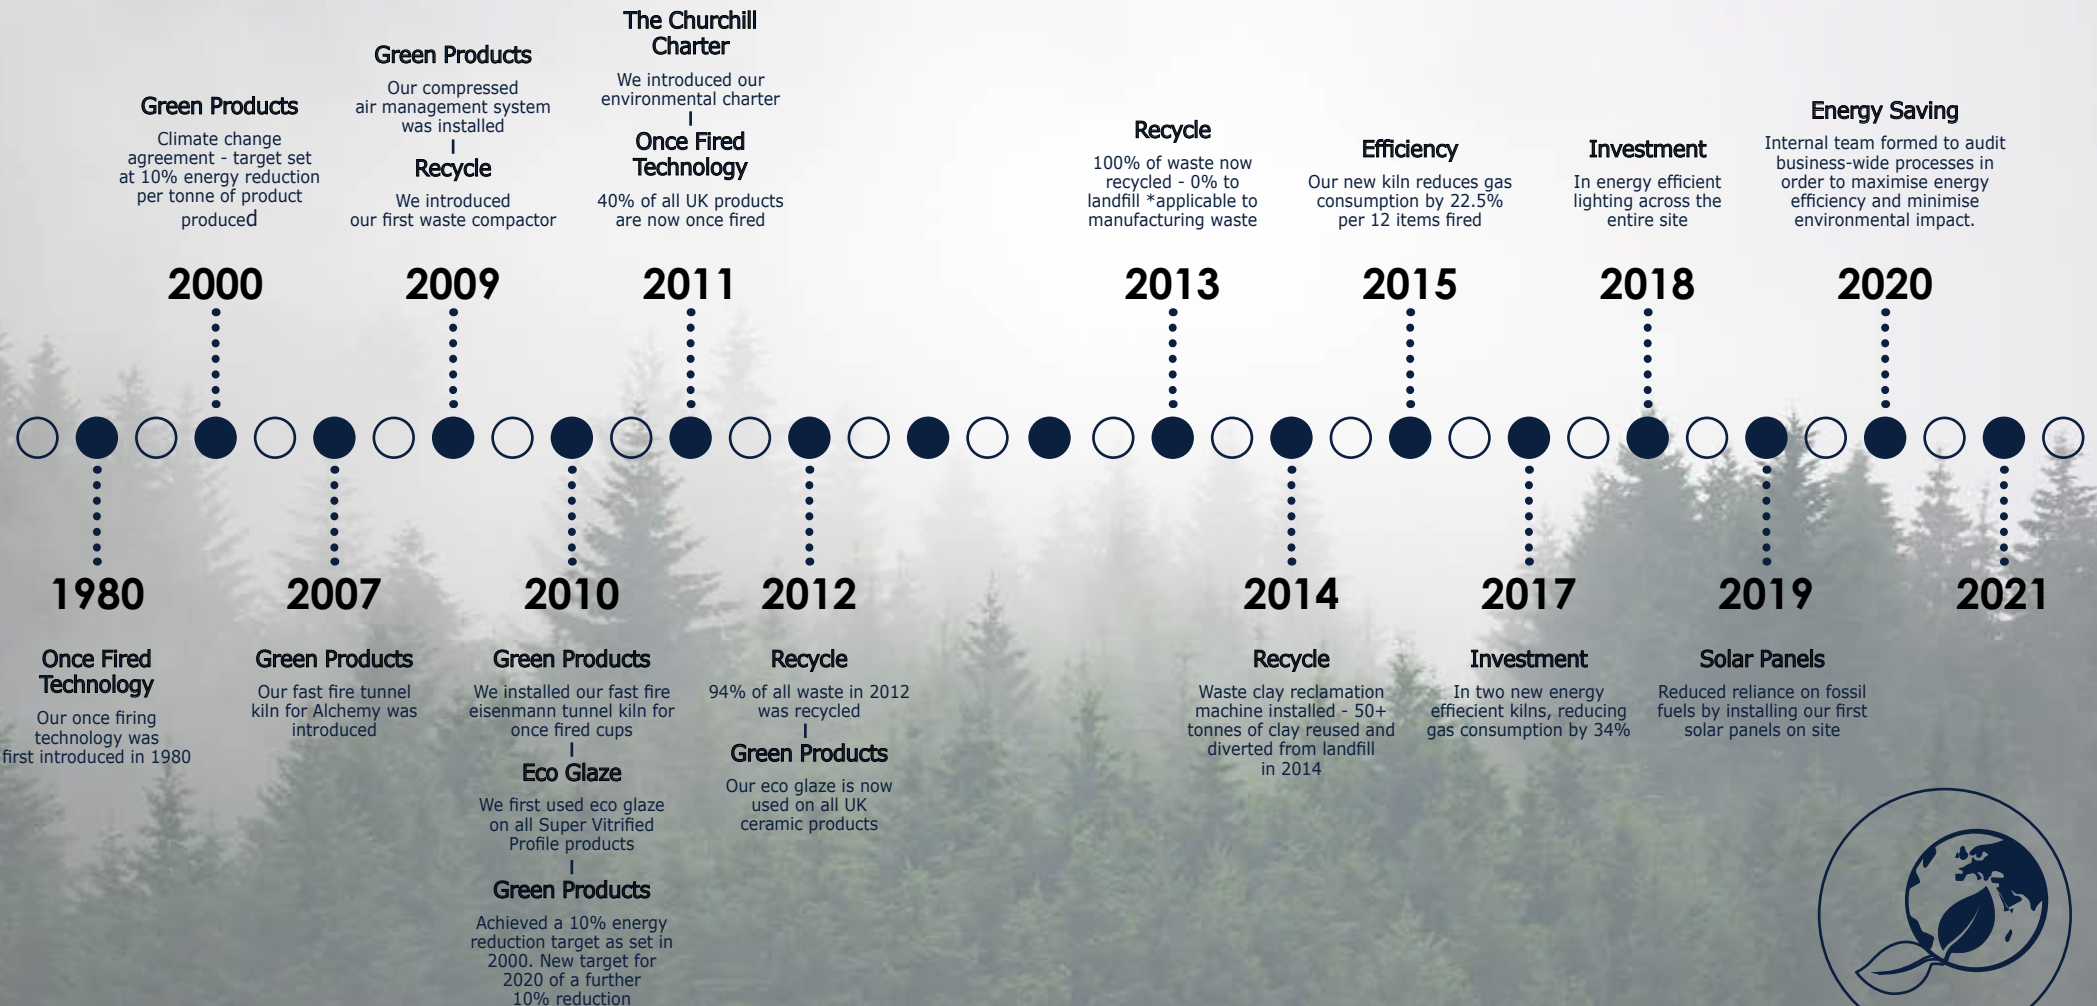 Green Products
Climate change
agreement - target set
at 10% energy reduction
per tonne of product
produced
2000
Green Products
Our compressed
air management system
was installed
Recycle
We introduced
our first waste compactor
2009
The Churchill
Charter
We introduced our
environmental charter
Once Fired
Technology
40% of all UK products
are now once fired
2011
Recycle
100% of waste now
recycled - 0% to
landfill *applicable to
manufacturing waste
2013
Efficiency
Our new kiln reduces gas
consumption by 22.5%
per 12 items fired
2015
Investment
In energy efficient
lighting across the
entire site
2018
Energy Saving
Internal team formed to audit
business-wide processes in
order to maximise energy
efficiency and minimise
environmental impact.
2020
1980
Once Fired
Technology
Our once firing
technology was
first introduced in 1980
2007
Green Products
Our fast fire tunnel
kiln for Alchemy was
introduced
2010
Green Products
We installed our fast fire
eisenmann tunnel kiln for
once fired cups
Eco Glaze
We first used eco glaze
on all Super Vitrified
Profile products
Green Products
Achieved a 10% energy
reduction target as set in
2000. New target for
2020 of a further
10% reduction
2012
Recycle
94% of all waste in 2012
was recycled
Green Products
Our eco glaze is now
used on all UK
ceramic products
2014
Recycle
Waste clay reclamation
machine installed - 50+
tonnes of clay reused and
diverted from landfill
in 2014
2017
Investment
In two new energy
effiecient kilns, reducing
gas consumption by 34%
2019
Solar Panels
Reduced reliance on fossil
fuels by installing our first
solar panels on site
2021